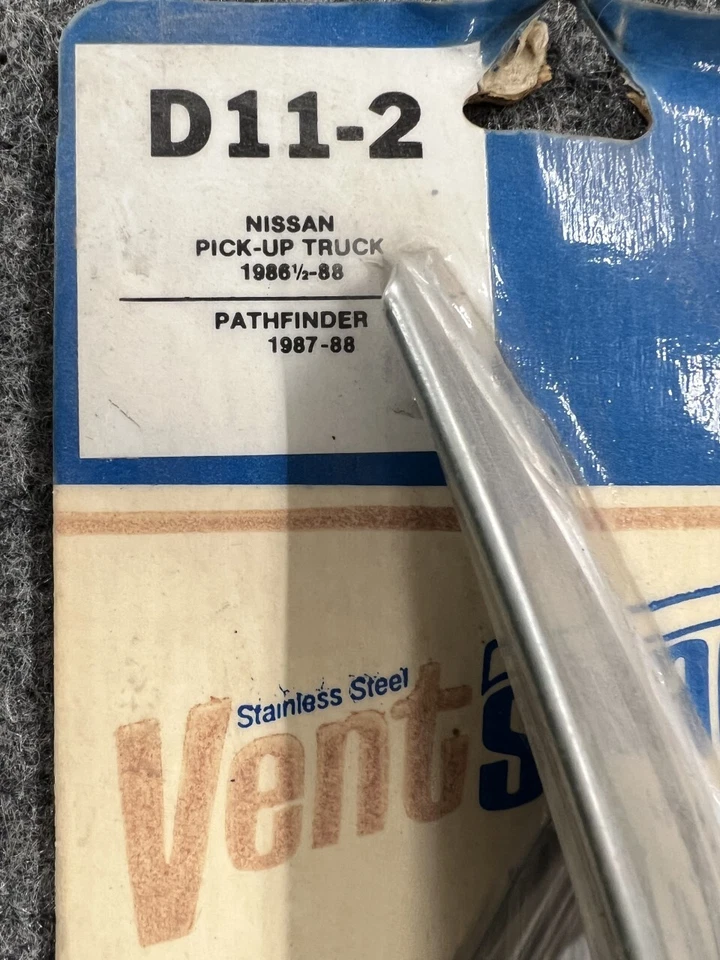 D11-2
NISSAN
PICK-UP TRUCK
1986½-88
PATHFINDER
1987-88
Stainless Steel
Vent